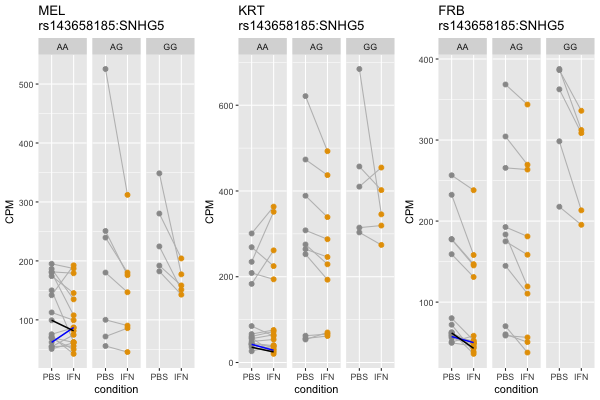 MEL
rs143658185:SNHG5
AA AG GG
500
400
300
200
100
CPM
PBS IFN PBS IFN PBS IFN
condition
KRT
rs143658185:SNHG5
AA AG GG
600
400
200
0
CPM
PBS IFN PBS IFN PBS IFN
condition
FRB
rs143658185:SNHG5
AA AG GG
400
300
200
100
CPM
PBS IFN PBS IFN PBS IFN
condition